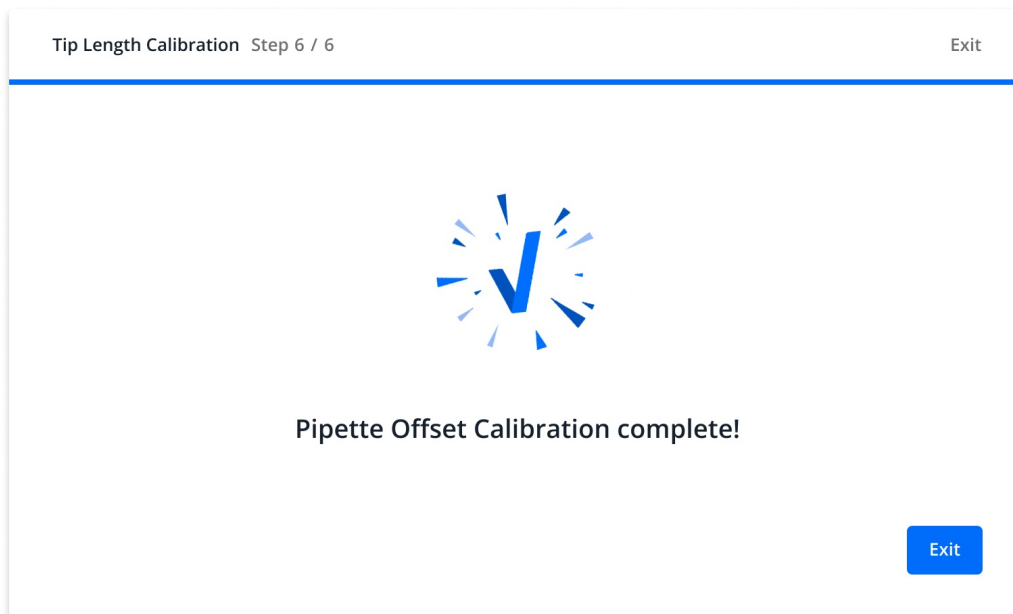 Tip Length Calibration Step 6 / 6 Exit
Pipette Offset Calibration complete!
Exit